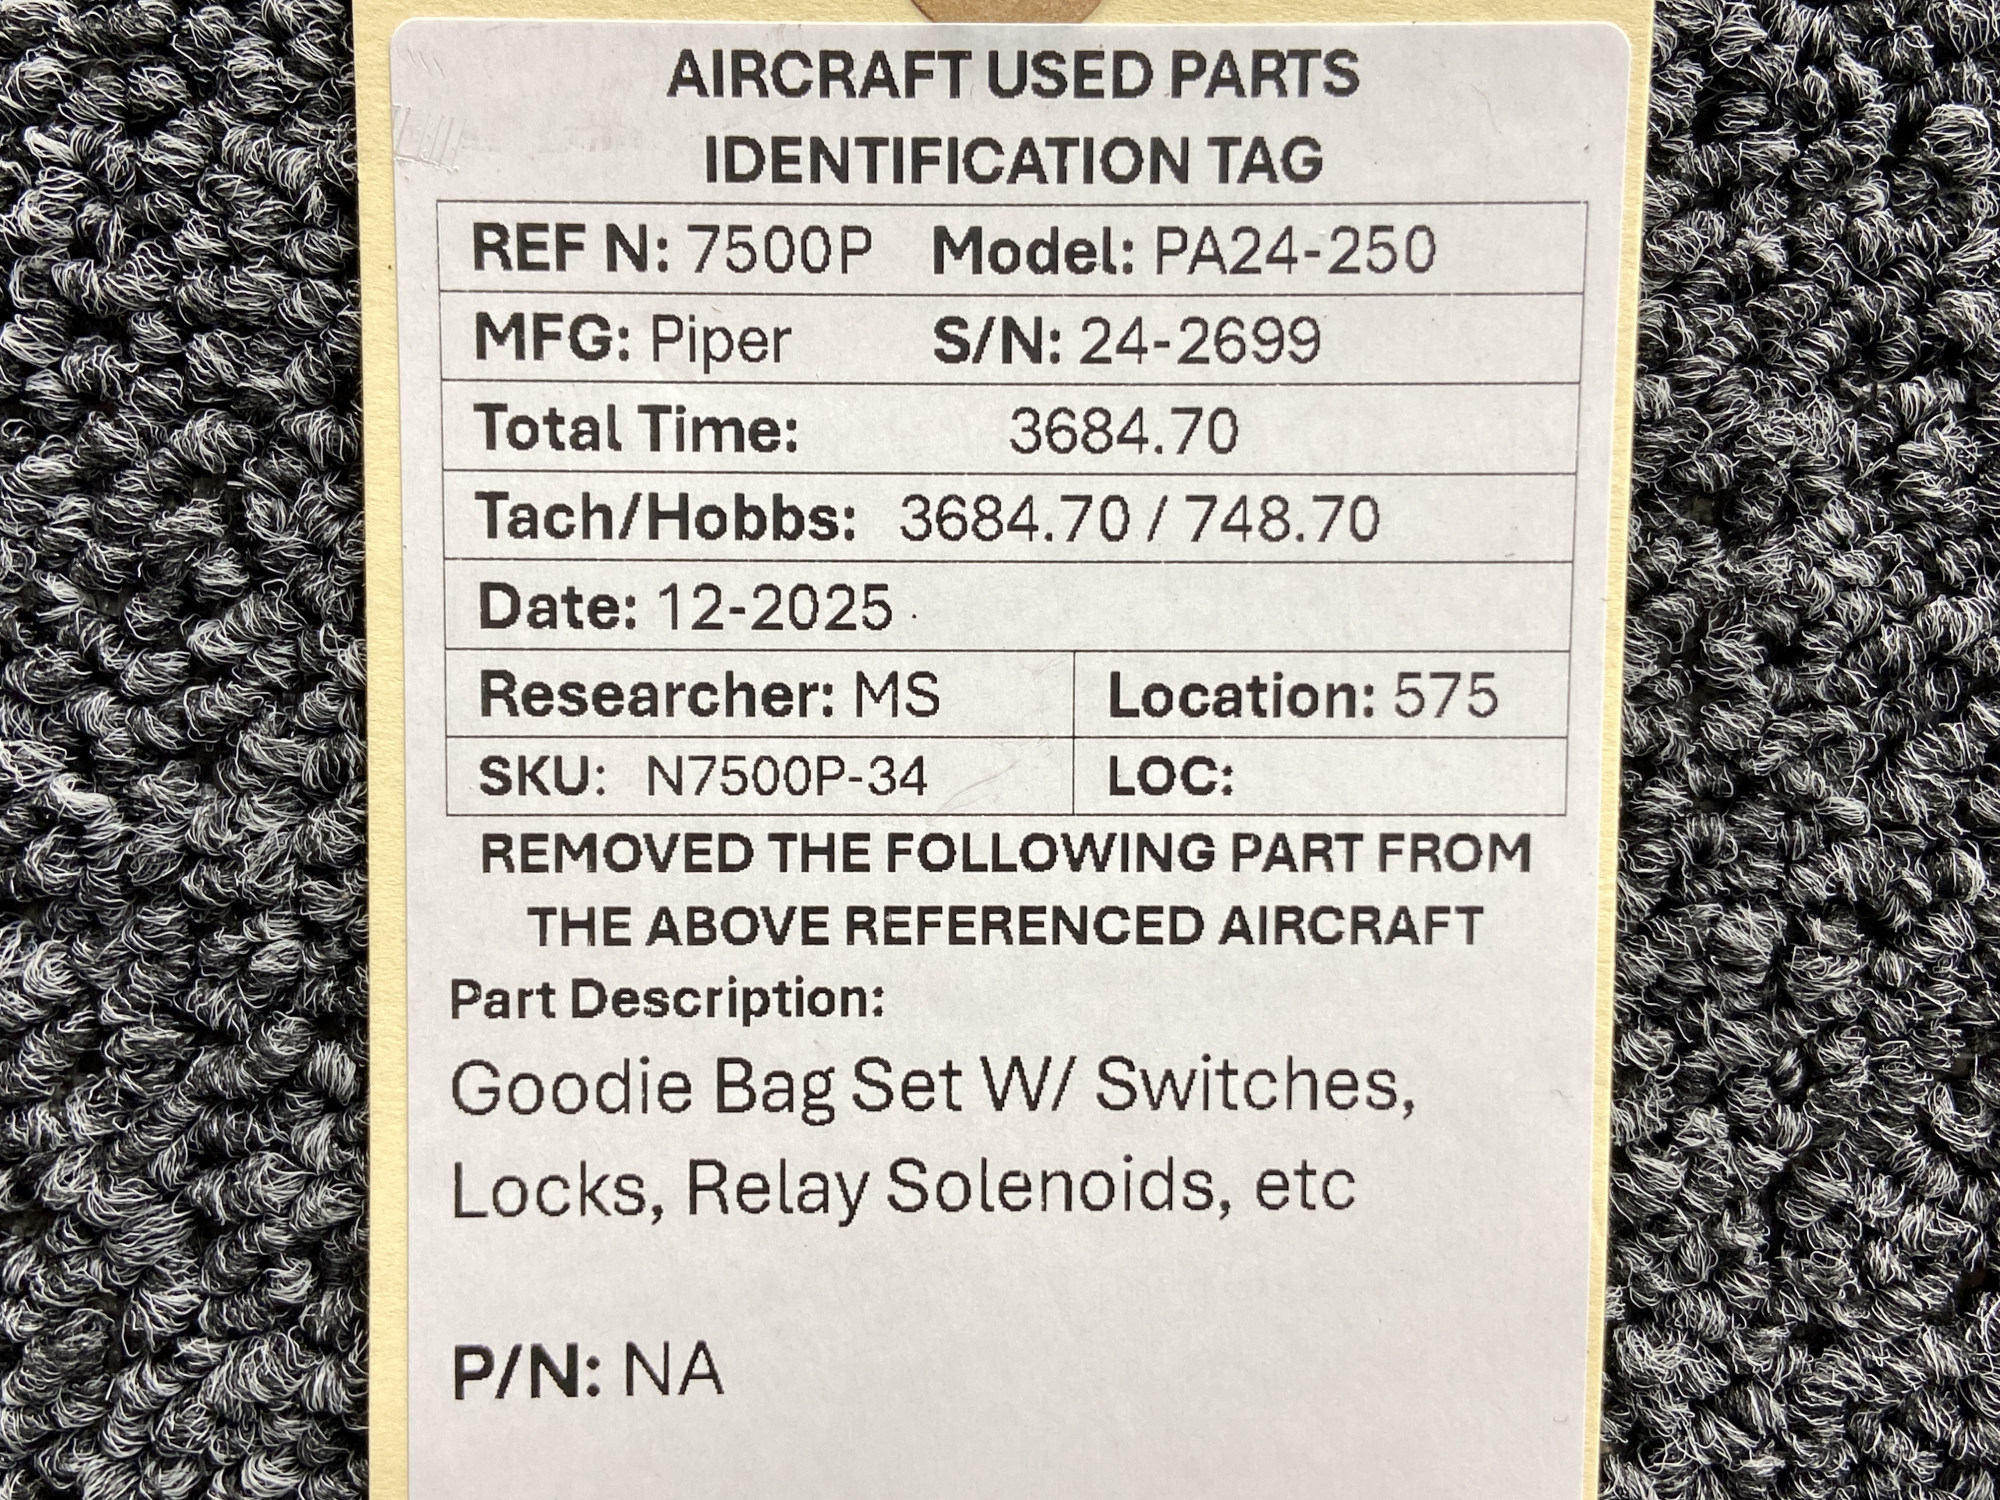 AIRCRAFT USED PARTS
IDENTIFICATION TAG
REF N: 7500P Model: PA24-250
MFG: Piper S/N: 24-2699
Total Time: 3684.70
Tach/Hobbs: 3684.70 / 748.70
Date: 12-2025
Researcher: MS Location: 575
SKU: N7500P-34 LOC:
REMOVED THE FOLLOWING PART FROM
THE ABOVE REFERENCED AIRCRAFT
Part Description:
Goodie Bag Set W/ Switches,
Locks, Relay Solenoids, etc
P/N: NA